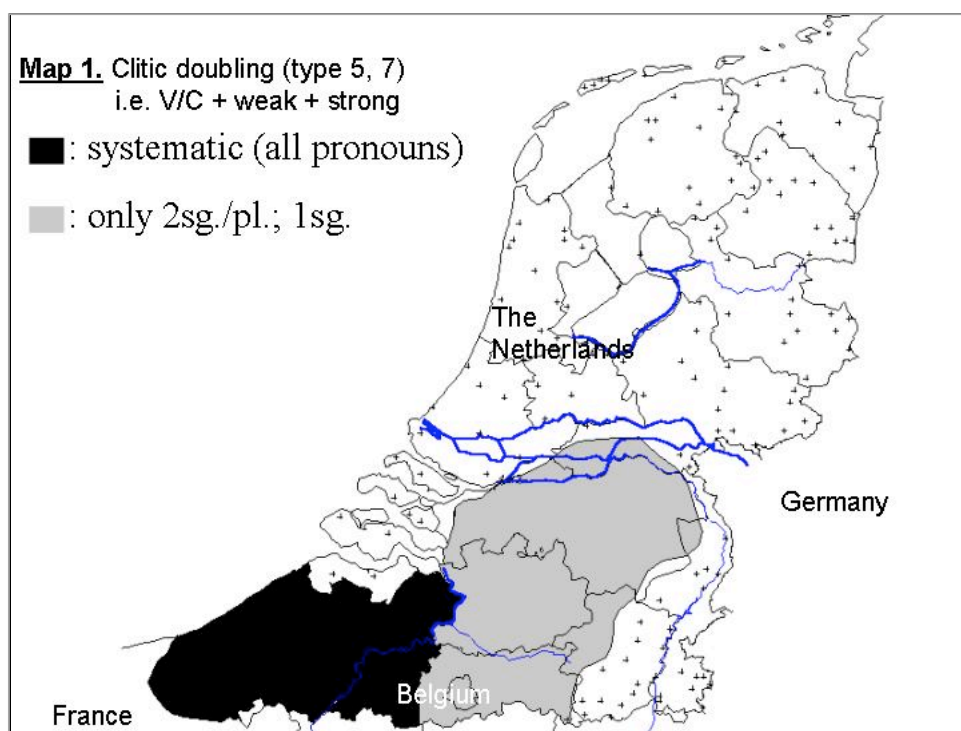 Map 1. Clitic doubling (type 5, 7)
i.e. V/C + weak + strong
: systematic (all pronouns)
: only 2sg./pl.; 1sg.
The
Netherlands
Germany
Belgium
France